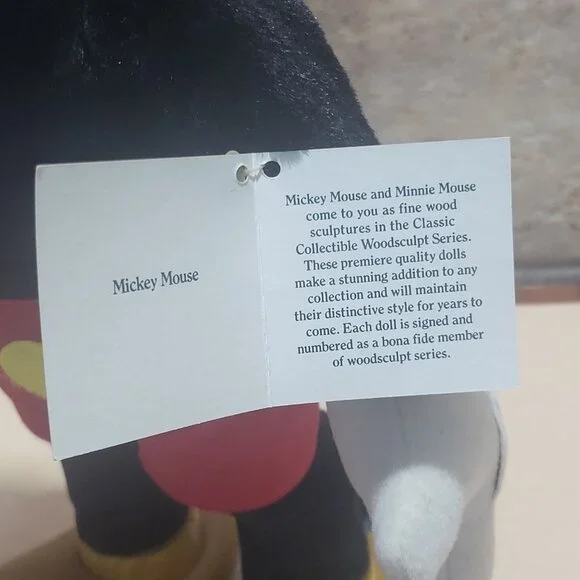 Mickey Mouse
Mickey Mouse and Minnie Mouse
come to you as fine wood
sculptures in the Classic
Collectible Woodsculpt Series.
These premiere quality dolls
make a stunning addition to any
collection and will maintain
their distinctive style for years to
come. Each doll is signed and
numbered as a bona fide member
of woodsculpt series.